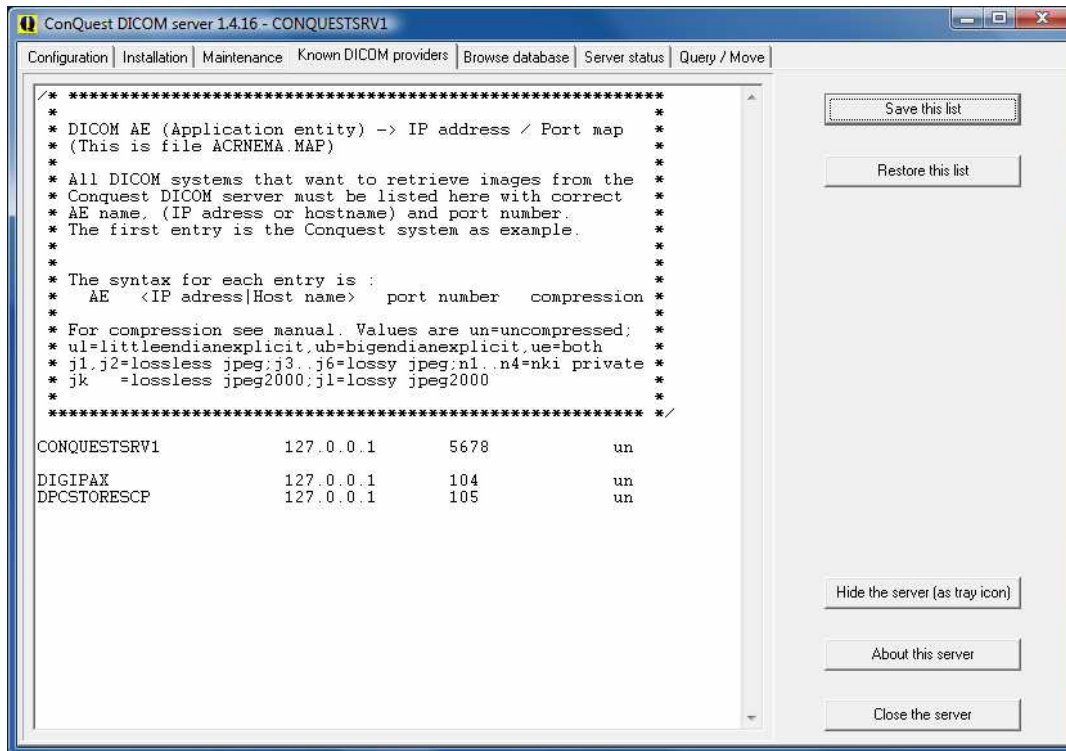 ConQuest DICOM server 1.4.16 - CONQUESTSRV1
Configuration Installation Maintenance Known DICOM providers Browse database Server status Query / Move
/* **********************************************************
* *
* DICOM AE (Application entity) -> IP address / Port map *
* (This is file ACRNEMA.MAP) *
* *
* All DICOM systems that want to retrieve images from the *
* Conquest DICOM server must be listed here with correct *
* AE name, (IP adress or hostname) and port number. *
* The first entry is the Conquest system as example. *
* *
* *
* The syntax for each entry is : *
* AE <IP adress|Host name> port number compression *
* *
* For compression see manual. Values are un=uncompressed; *
* ul=littleendianexplicit,ub=bigendianexplicit,ue=both *
* j1,j2=lossless jpeg;j3..j6=lossy jpeg;n1..n4=nki private *
* jk =lossless jpeg2000;jl=lossy jpeg2000 *
* *
********************************************************** */
CONQUESTSRV1 127.0.0.1 5678 un
DIGIPAX 127.0.0.1 104 un
DPCSTORESCP 127.0.0.1 105 un
Save this list
Restore this list
Hide the server (as tray icon)
About this server
Close the server